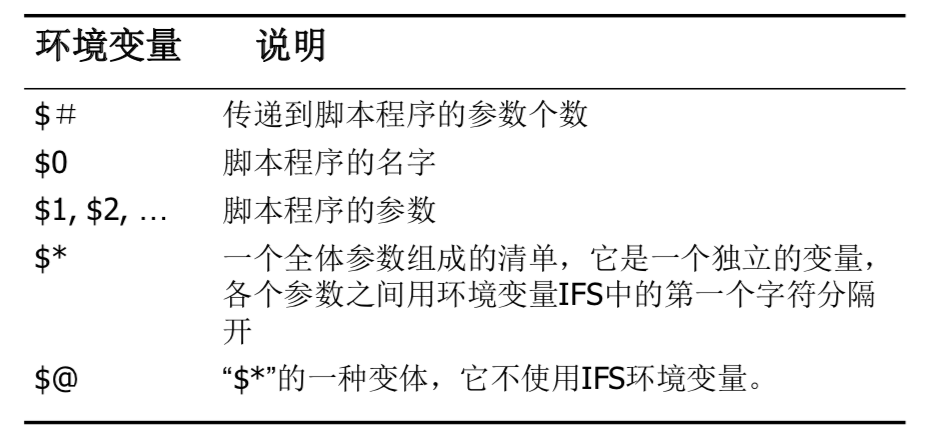 环境变量 说明
$＃ 传递到脚本程序的参数个数
$0 脚本程序的名字
$1, $2, … 脚本程序的参数
$* 一个全体参数组成的清单，它是一个独立的变量，
各个参数之间用环境变量IFS中的第一个字符分隔
开
$@ “$*”的一种变体，它不使用IFS环境变量。